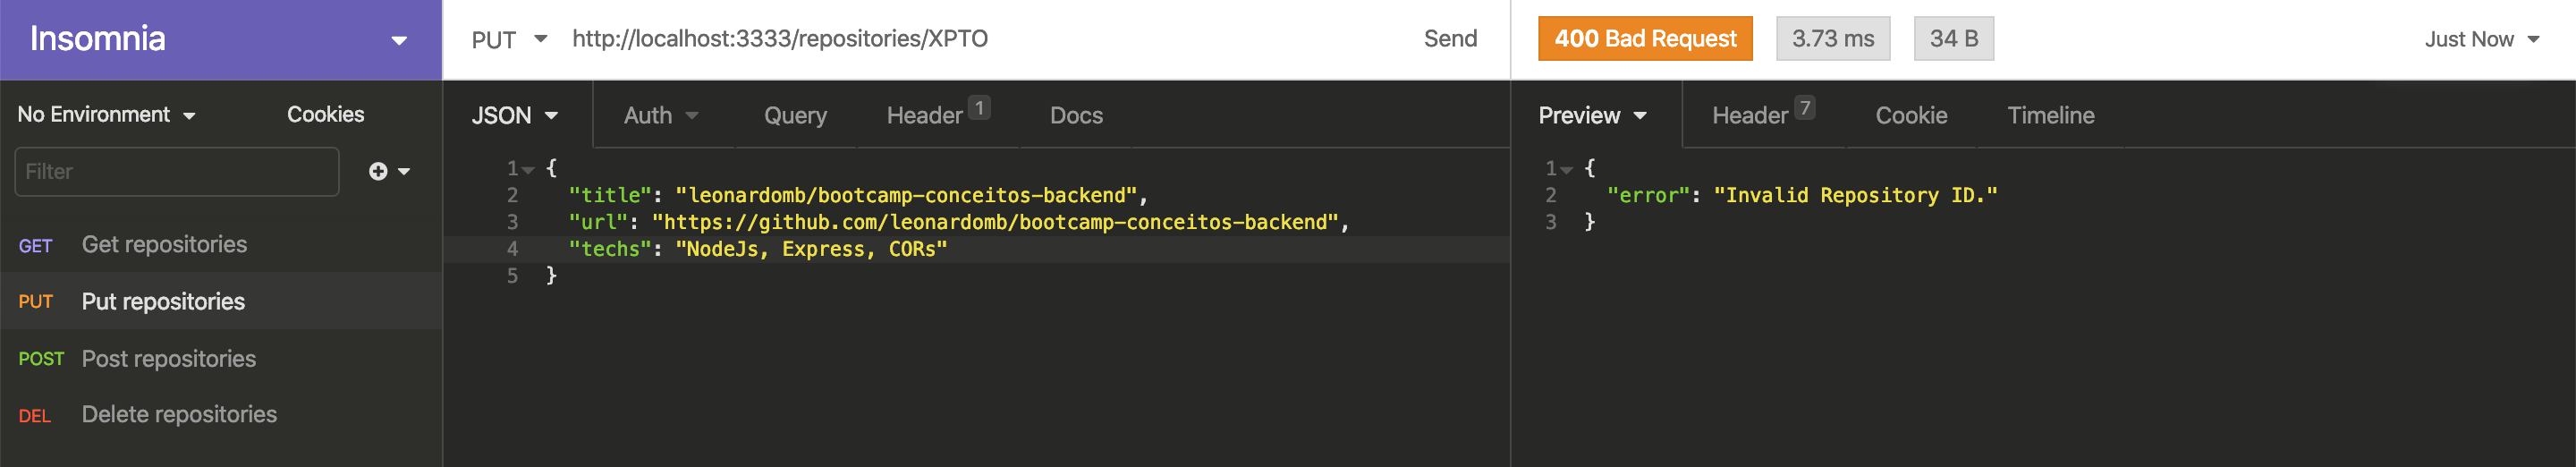 Insomnia
No Environment
Cookies
Filter
GET Get repositories
PUT Put repositories
POST Post repositories
DEL Delete repositories
PUT http://localhost:3333/repositories/XPTO Send
JSON Auth Query Header 1 Docs
1 {
2 "title": "leonardomb/bootcamp-conceitos-backend",
3 "url": "https://github.com/leonardomb/bootcamp-conceitos-backend",
4 "techs": "NodeJs, Express, CORs"
5 }
400 Bad Request 3.73 ms 34 B Just Now
Preview Header 7 Cookie Timeline
1 {
2 "error": "Invalid Repository ID."
3 }